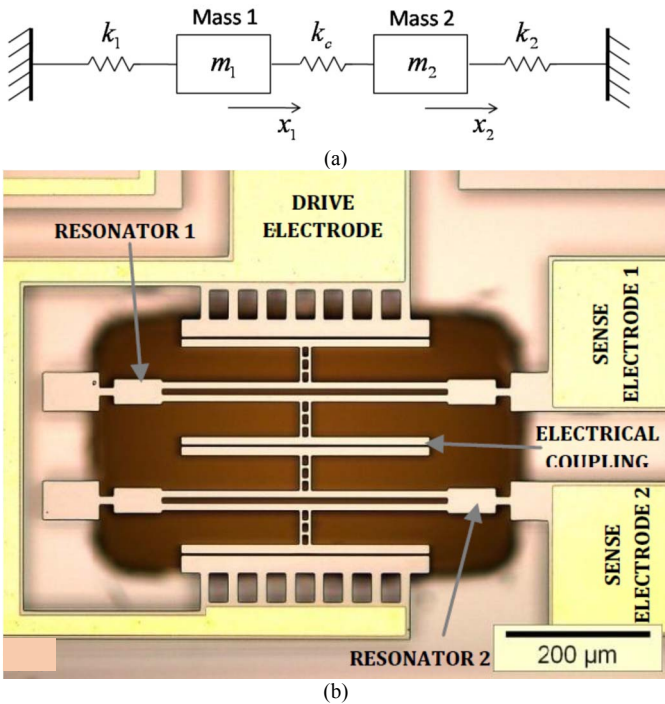 Mass 1
Mass 2
k₁
k_c
k₂
m₁
m₂
x₁
x₂
(a)
DRIVE
ELECTRODE
RESONATOR 1
SENSE
ELECTRODE 1
ELECTRICAL
COUPLING
SENSE
ELECTRODE 2
RESONATOR 2
200 µm
(b)